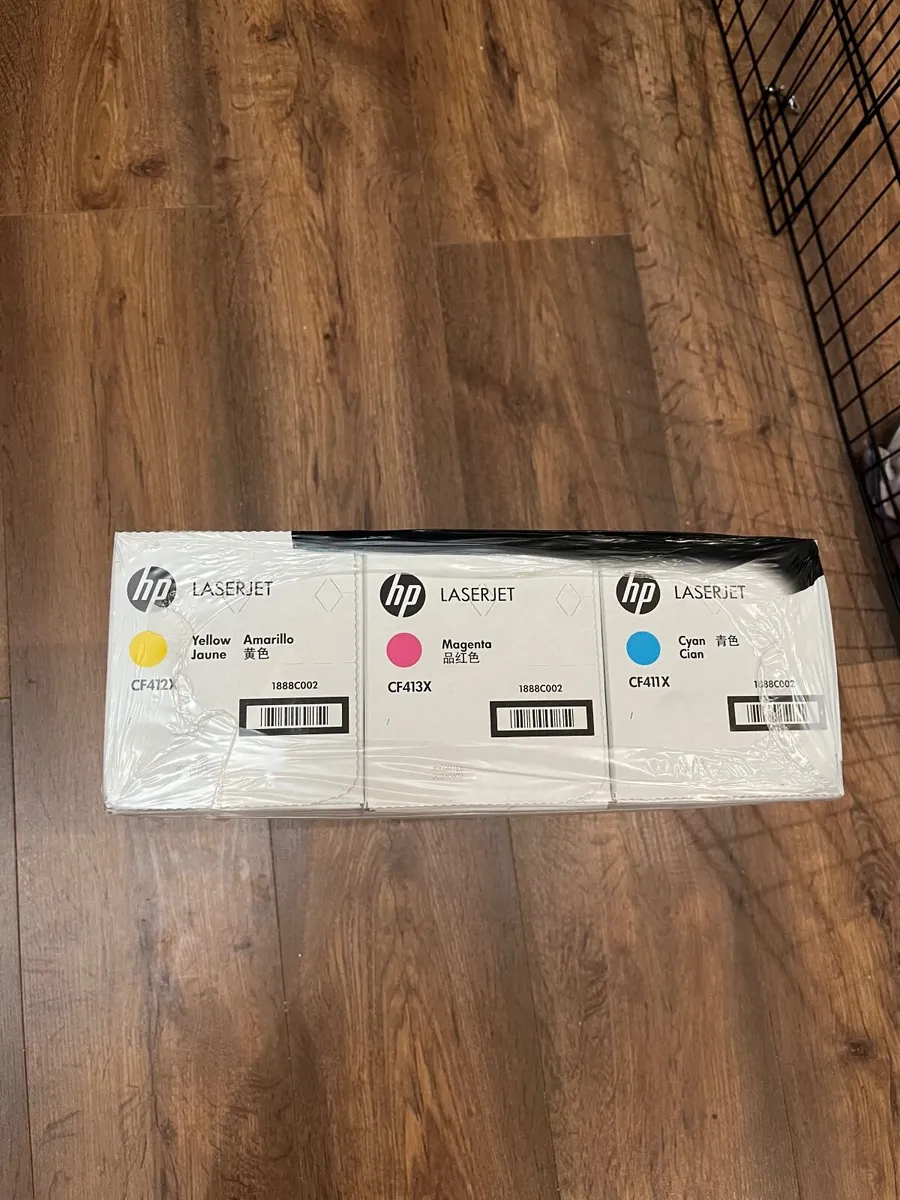 hp LASERJET
Yellow Amarillo
Jaune 黄色
CF412X
1888C002
hp LASERJET
Magenta
品红色
CF413X
1888C002
hp LASERJET
Cyan 青色
Cian
CF411X
1888C002